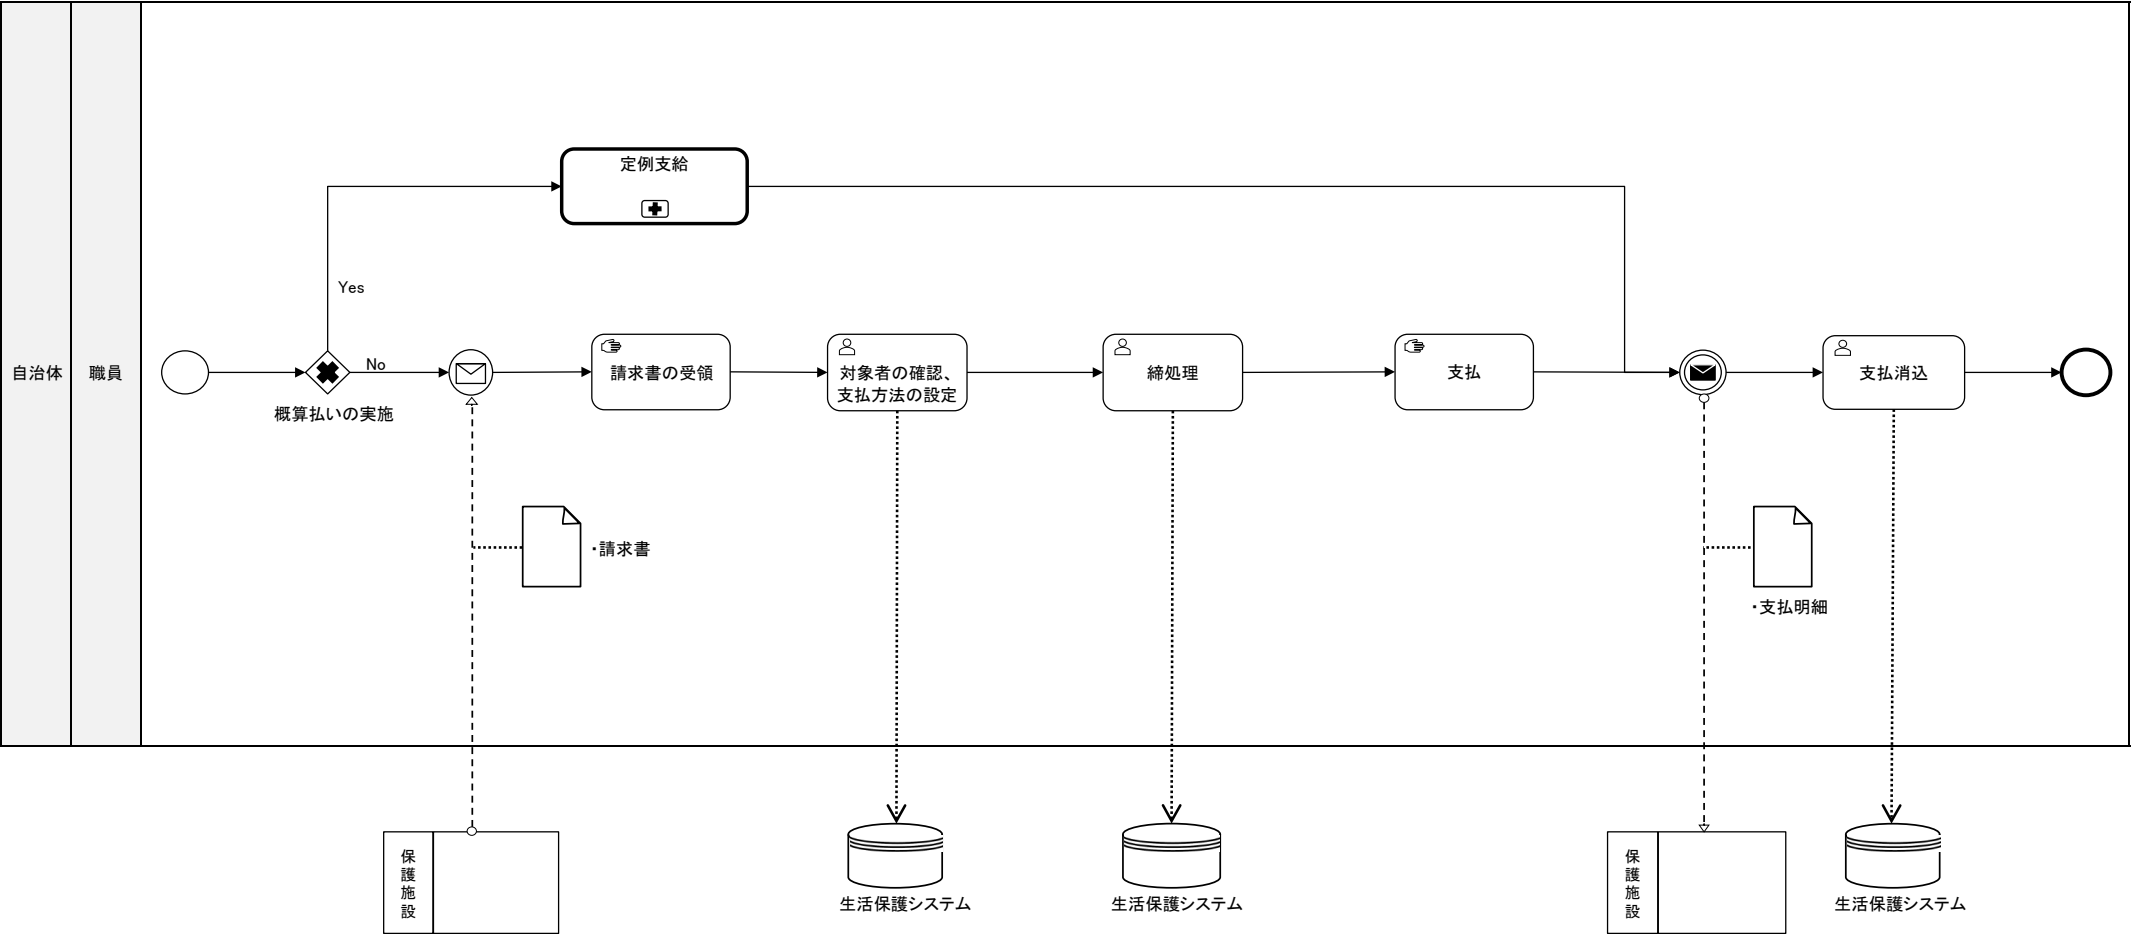 自治体
職員
定例支給
Yes
No
概算払いの実施
請求書の受領
対象者の確認、
支払方法の設定
締処理
支払
支払消込
・請求書
・支払明細
保護施設
生活保護システム
生活保護システム
保護施設
生活保護システム